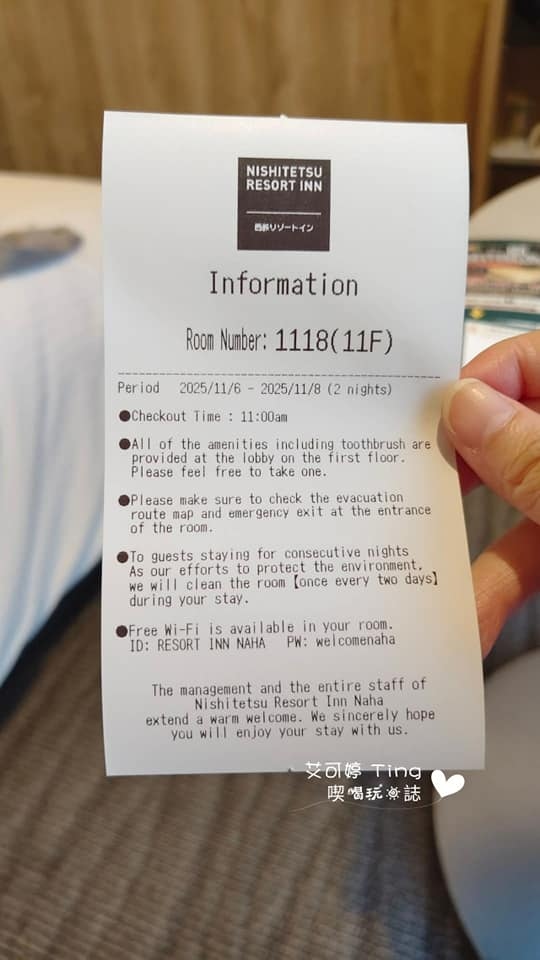 NISHITETSU
RESORT INN
西鉄リゾートイン
Information
Room Number: 1118(11F)
Period 2025/11/6 - 2025/11/8 (2 nights)
●Checkout Time : 11:00am
●All of the amenities including toothbrush are
provided at the lobby on the first floor.
Please feel free to take one.
●Please make sure to check the evacuation
route map and emergency exit at the entrance
of the room.
●To guests staying for consecutive nights
As our efforts to protect the environment,
we will clean the room【once every two days】
during your stay.
●Free Wi-Fi is available in your room.
ID: RESORT INN NAHA PW: welcomenaha
The management and the entire staff of
Nishitetsu Resort Inn Naha
extend a warm welcome. We sincerely hope
you will enjoy your stay with us.
艾可婷 Ting
喫喝玩樂誌